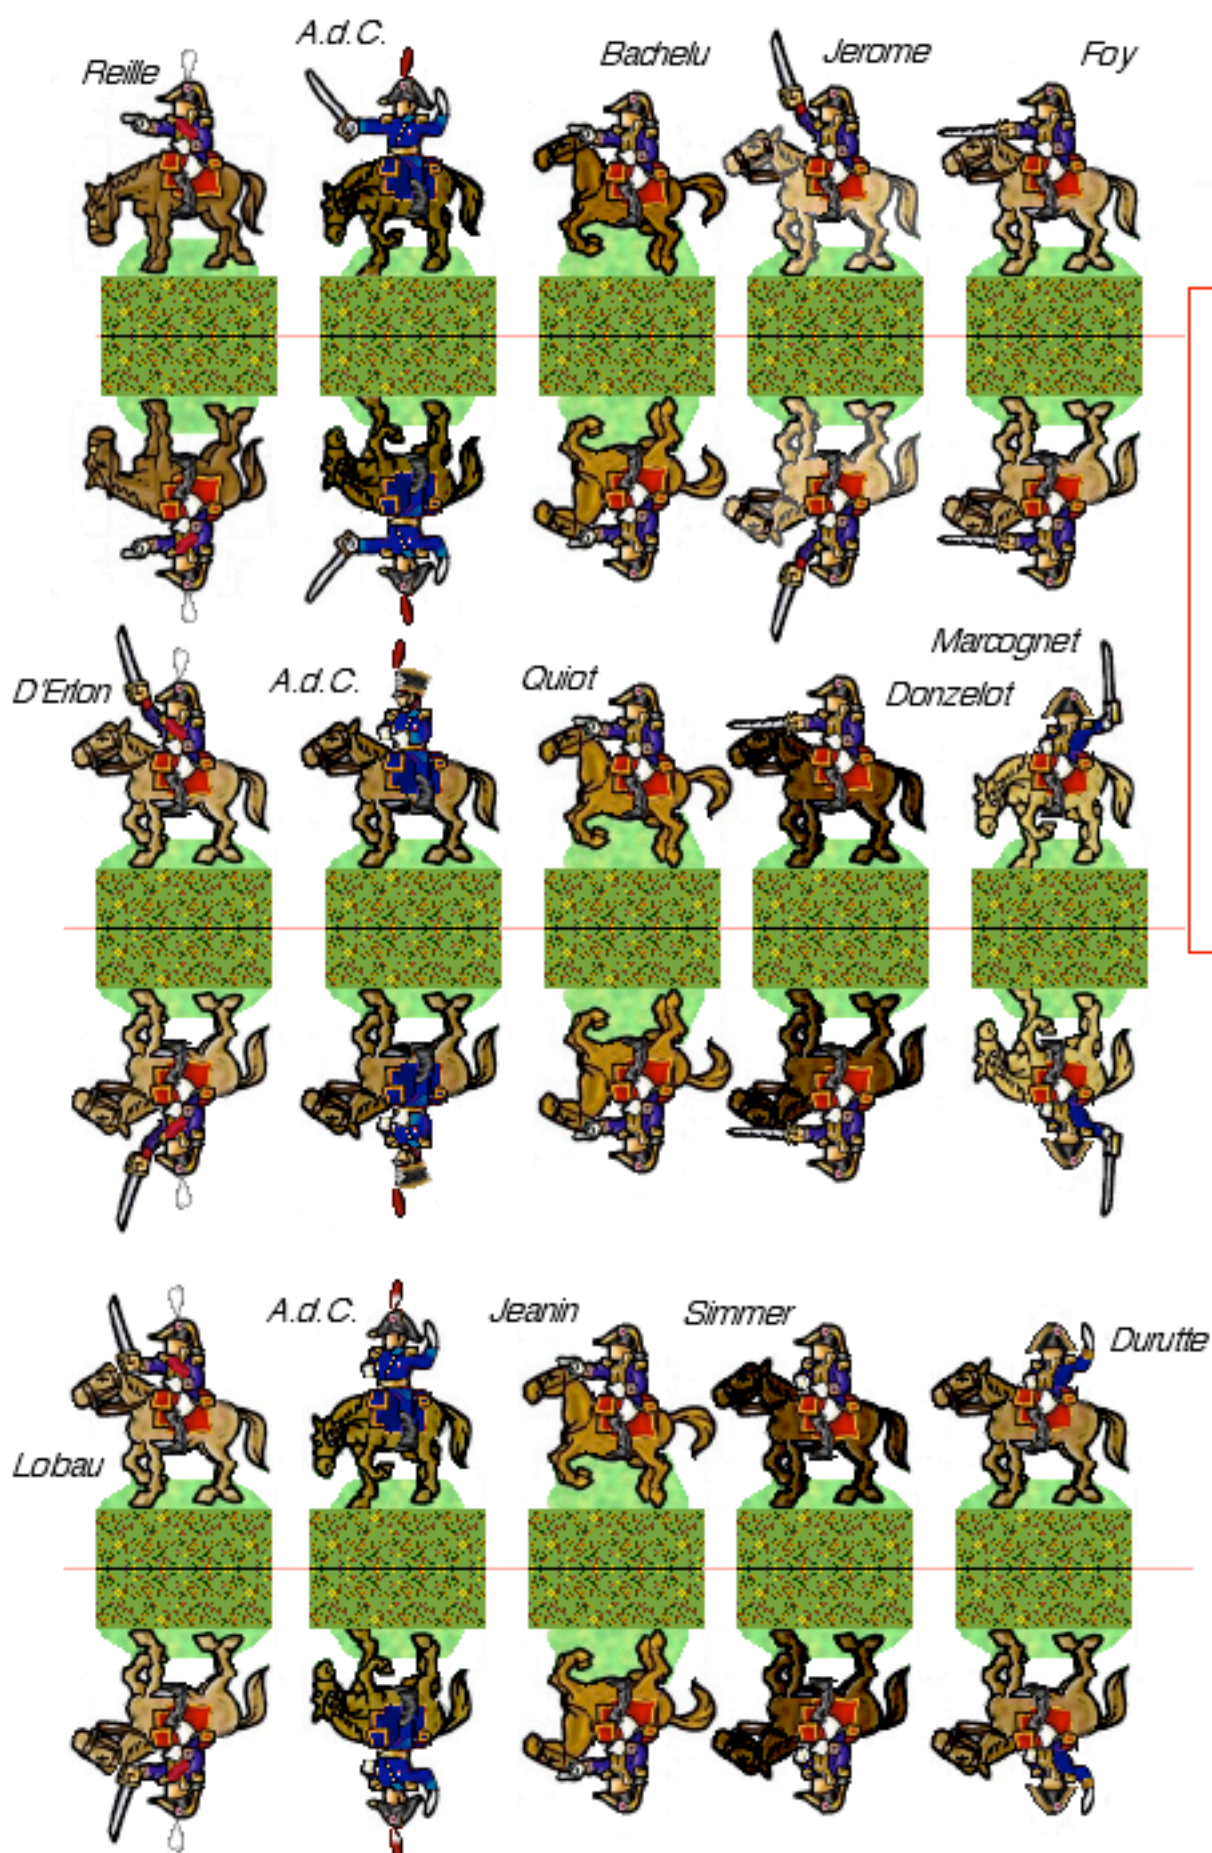 Reille
A.d.C.
Bachelu
Jerome
Foy
D'Erlon
A.d.C.
Quiot
Donzelot
Marcognet
Lobau
A.d.C.
Jeanin
Simmer
Durutte